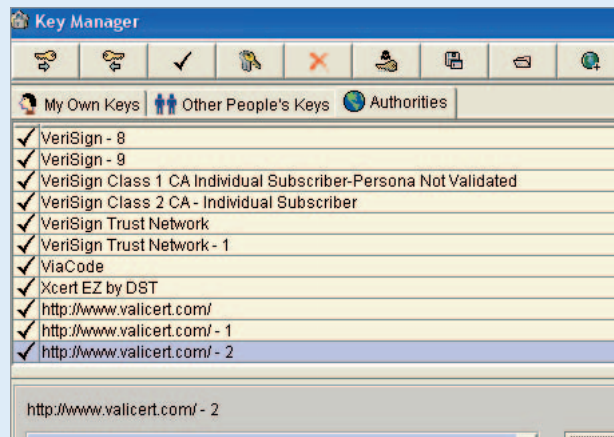 Key Manager
My Own Keys Other People's Keys Authorities
VeriSign - 8
VeriSign - 9
VeriSign Class 1 CA Individual Subscriber-Persona Not Validated
VeriSign Class 2 CA - Individual Subscriber
VeriSign Trust Network
VeriSign Trust Network - 1
ViaCode
Xcert EZ by DST
http://www.valicert.com/
http://www.valicert.com/ - 1
http://www.valicert.com/ - 2
http://www.valicert.com/ - 2